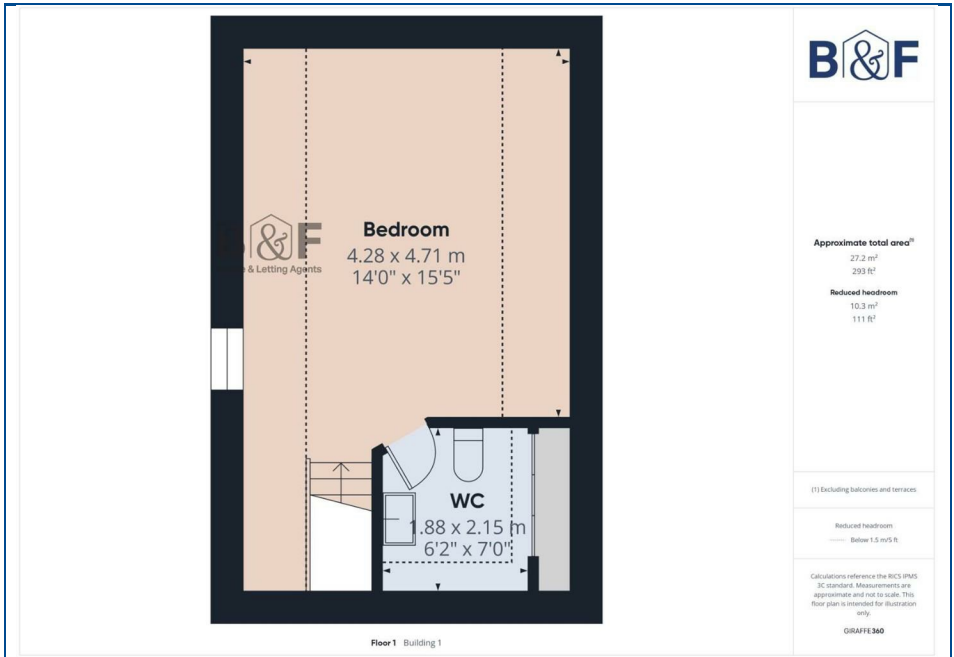 B&F
Bedroom
4.28 x 4.71 m
14'0" x 15'5"
B&F
& Letting Agents
WC
1.88 x 2.15 m
6'2" x 7'0"
Floor 1 Building 1
Approximate total area(1)
27.2 m²
293 ft²
Reduced headroom
10.3 m²
111 ft²
(1) Excluding balconies and terraces
Reduced headroom
Below 1.5 m/5 ft
Calculations reference the RICS IPMS
3C standard. Measurements are
approximate and not to scale. This
floor plan is intended for illustration
only.
GIRAFFE360